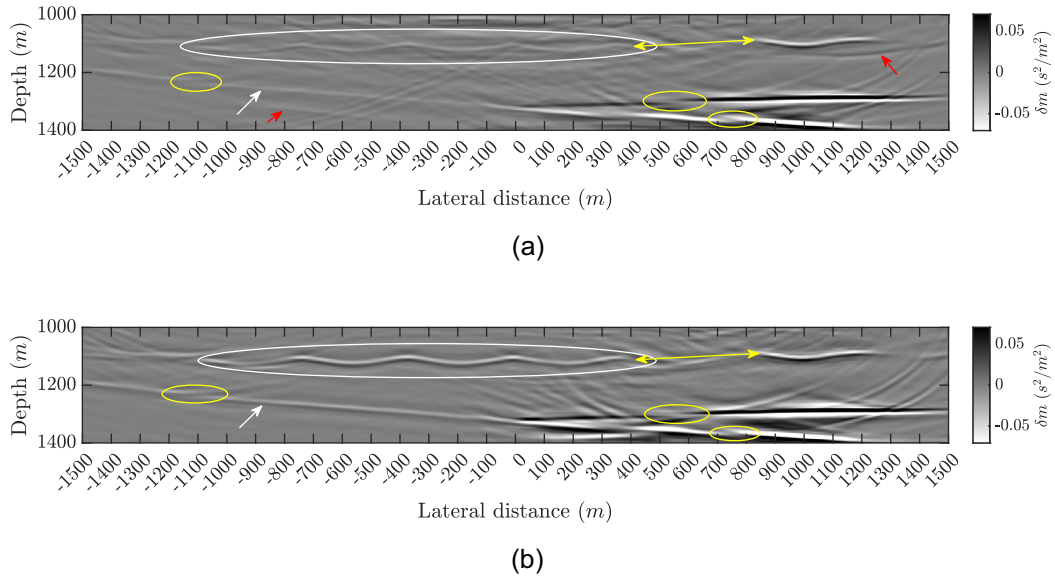 1000
1200
1400
Depth (m)
-1500 -1400 -1300 -1200 -1100 -1000 -900 -800 -700 -600 -500 -400 -300 -200 -100 0 100 200 300 400 500 600 700 800 900 1000 1100 1200 1300 1400 1500
Lateral distance (m)
0.05
0
-0.05
δm (s²/m²)
(a)
1000
1200
1400
Depth (m)
-1500 -1400 -1300 -1200 -1100 -1000 -900 -800 -700 -600 -500 -400 -300 -200 -100 0 100 200 300 400 500 600 700 800 900 1000 1100 1200 1300 1400 1500
Lateral distance (m)
0.05
0
-0.05
δm (s²/m²)
(b)